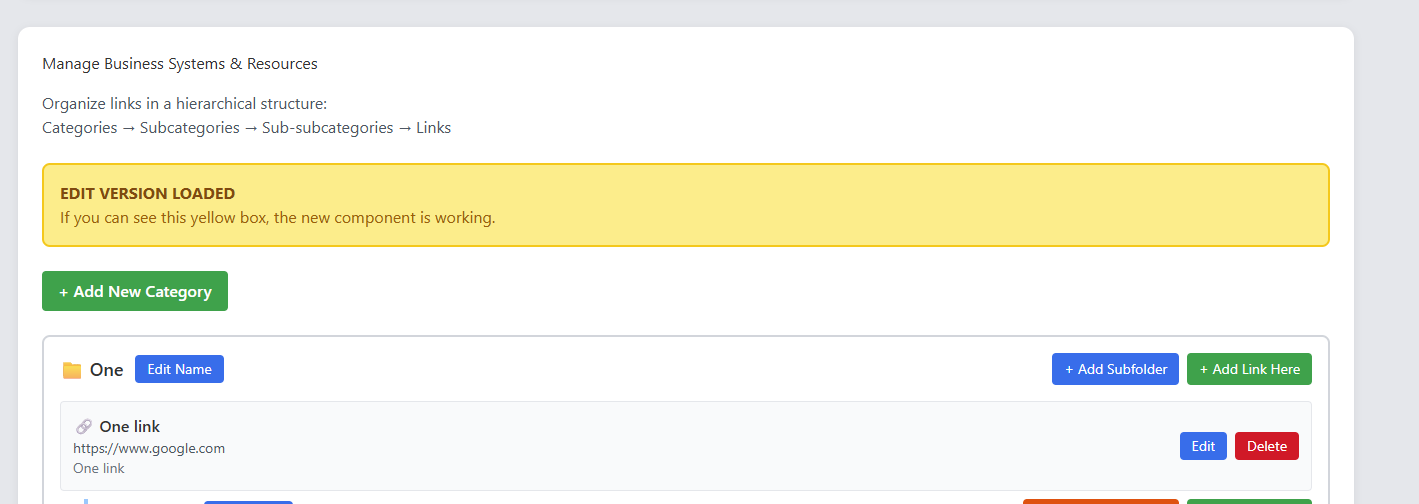 Manage Business Systems & Resources
Organize links in a hierarchical structure:
Categories → Subcategories → Sub-subcategories → Links
EDIT VERSION LOADED
If you can see this yellow box, the new component is working.
+ Add New Category
One Edit Name + Add Subfolder + Add Link Here
One link
https://www.google.com
Edit Delete
One link